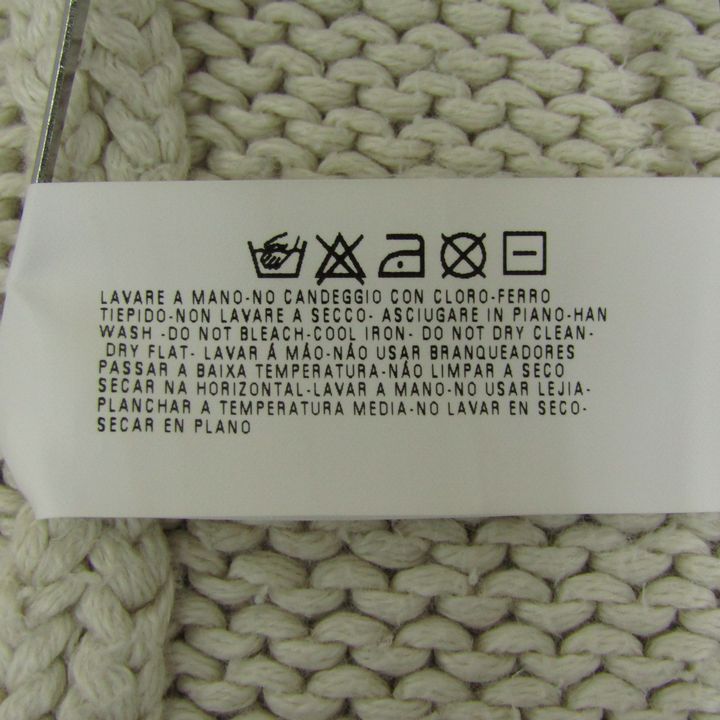 LAVARE A MANO-NO CANDEGGIO CON CLORO-FERRO
TIEPIDO-NON LAVARE A SECCO- ASCIUGARE IN PIANO-HAN
WASH -DO NOT BLEACH-COOL IRON- DO NOT DRY CLEAN-
DRY FLAT- LAVAR Á MÃO-NÃO USAR BRANQUEADORES
PASSAR A BAIXA TEMPERATURA-NÃO LIMPAR A SECO
SECAR NA HORIZONTAL-LAVAR A MANO-NO USAR LEJIA-
PLANCHAR A TEMPERATURA MEDIA-NO LAVAR EN SECO-
SECAR EN PLANO